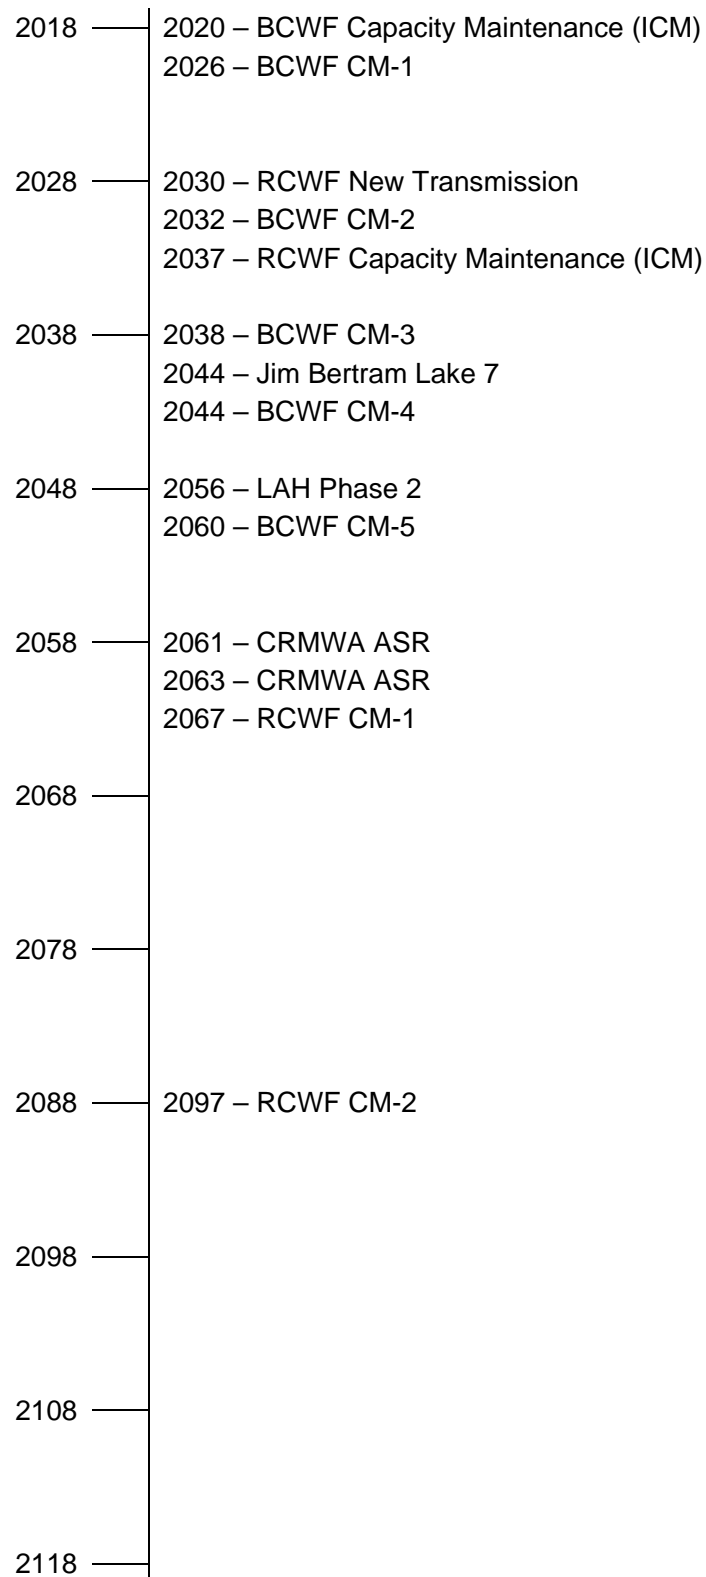 2018 2020 – BCWF Capacity Maintenance (ICM)
2026 – BCWF CM-1
2028 2030 – RCWF New Transmission
2032 – BCWF CM-2
2037 – RCWF Capacity Maintenance (ICM)
2038 2038 – BCWF CM-3
2044 – Jim Bertram Lake 7
2044 – BCWF CM-4
2048 2056 – LAH Phase 2
2060 – BCWF CM-5
2058 2061 – CRMWA ASR
2063 – CRMWA ASR
2067 – RCWF CM-1
2068
2078
2088 2097 – RCWF CM-2
2098
2108
2118